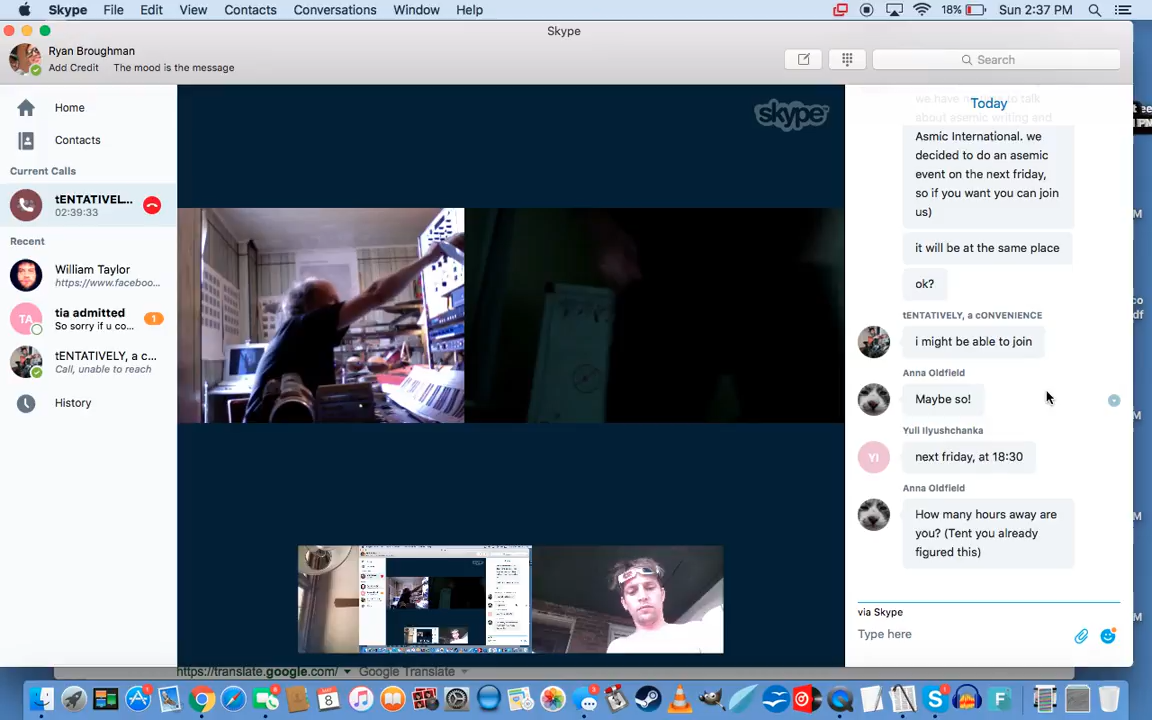 Skype File Edit View Contacts Conversations Window Help 18% Sun 2:37 PM
Skype
Ryan Broughman
Add Credit The mood is the message
Search
Home
Contacts
Current Calls
tENTATIVEL...
02:39:33
Recent
William Taylor
https://www.faceboo...
TA
tia admitted
So sorry if u co...
1
tENTATIVELY, a c...
Call, unable to reach
History
skype
Today
about asemic writing and
Asmic International. we
decided to do an asemic
event on the next friday,
so if you want you can join
us)
it will be at the same place
ok?
tENTATIVELY, a cONVENIENCE
i might be able to join
Anna Oldfield
Maybe so!
Yuli Ilyushchanka
YI
next friday, at 18:30
Anna Oldfield
How many hours away are
you? (Tent you already
figured this)
via Skype
Type here
https://translate.google.com/ Google Translate